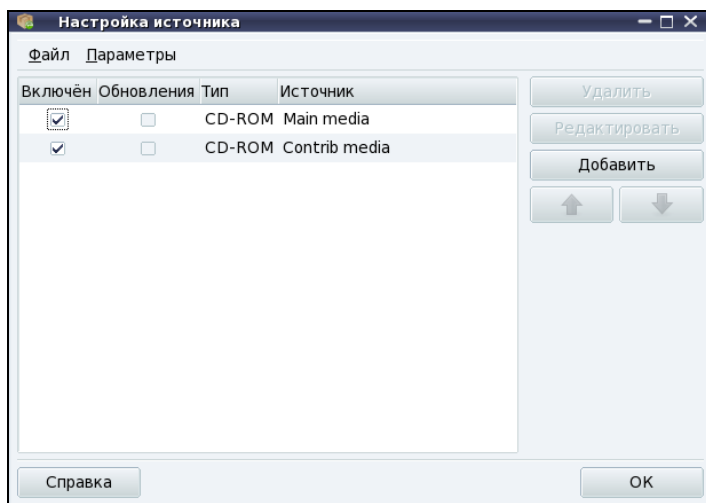 Настройка источника
Файл Параметры
Включён Обновления Тип Источник
CD-ROM Main media
CD-ROM Contrib media
Удалить
Редактировать
Добавить
Справка
OK